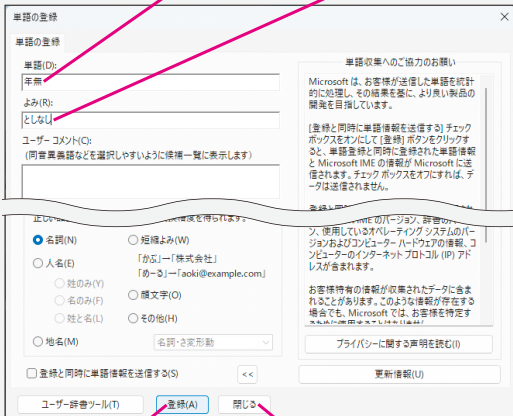 単語の登録
単語の登録
単語(D):
年無
よみ(R):
としなし
ユーザー コメント(C):
(同音異義語などを選択しやすいように候補一覧に表示します)
名詞(N)
短縮よみ(W)
人名(E)
「かぶ」→「株式会社」
「めーる」→「aoki@example.com」
姓のみ(Y)
名のみ(F)
姓と名(L)
顔文字(O)
その他(H)
地名(M)
名詞・さ変形動
登録と同時に単語情報を送信する(S)
<<
ユーザー辞書ツール(T)
登録(A)
閉じる
単語収集へのご協力のお願い
Microsoft は、お客様が送信した単語を統計
的に処理し、その結果を基に、より良い製品の
開発を目指しています。
[登録と同時に単語情報を送信する] チェック
ボックスをオンにして [登録] ボタンをクリックす
ると、単語登録と同時に登録された単語情報
と Microsoft IME の情報が Microsoft に送
信されます。チェック ボックスをオフにすれば、デ
ータは送信されません。
IME のバージョン、辞書の
ン、使用しているオペレーティング システムのバー
ジョンおよびコンピューター ハードウェアの情報、コ
ンピューターのインターネット プロトコル (IP) アド
レスが含まれます。
お客様特有の情報が収集されたデータに含ま
れることがあります。このような情報が存在する
場合でも、Microsoft では、お客様を特定す
プライバシーに関する声明を読む(I)
更新情報(U)